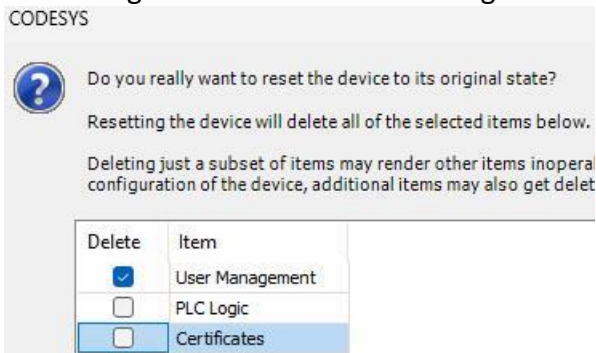 CODESYS
Do you really want to reset the device to its original state?
Resetting the device will delete all of the selected items below.
Deleting just a subset of items may render other items
configuration of the device, additional items may also get
Delete Item
User Management
PLC Logic
Certificates